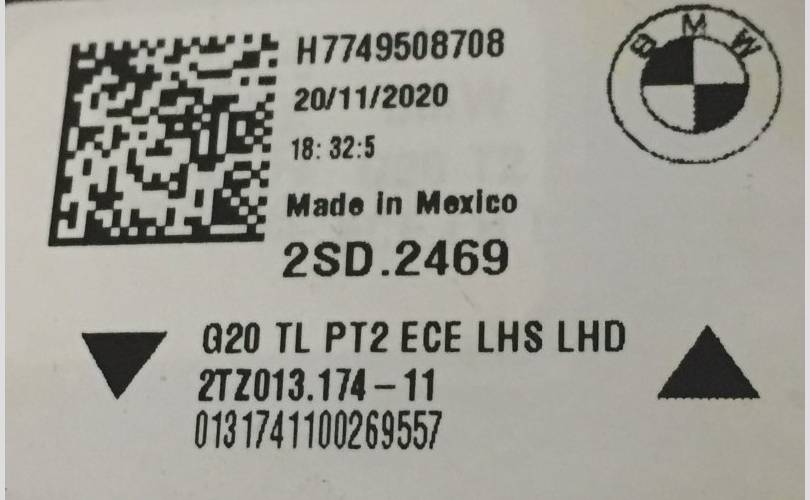 H7749508708
BMW
20/11/2020
18: 32:5
Made in Mexico
2SD.2469
G20 TL PT2 ECE LHS LHD
2TZ013.174-11
0131741100269557